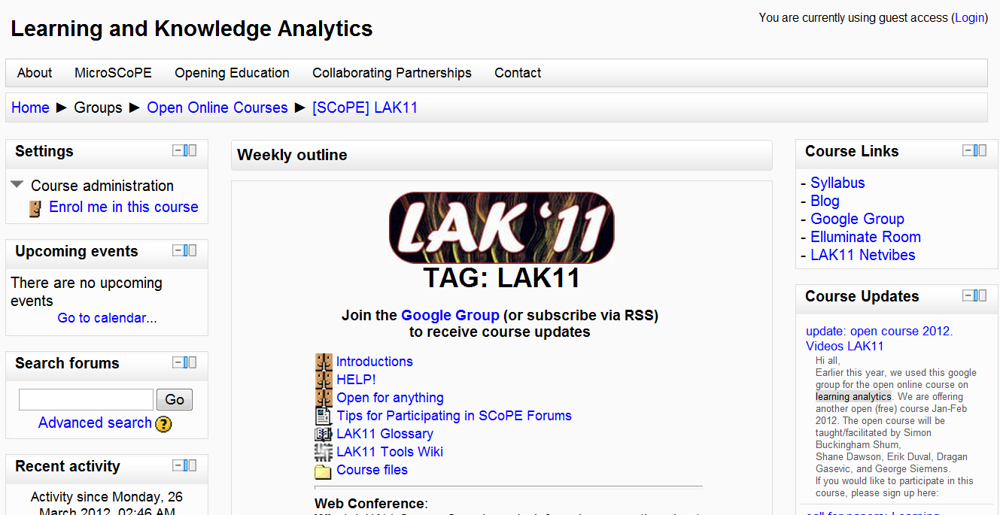 Learning and Knowledge Analytics
You are currently using guest access (Login)
About MicroSCoPE Opening Education Collaborating Partnerships Contact
Home ► Groups ► Open Online Courses ► [SCoPE] LAK11
Settings
Course administration
Enrol me in this course
Upcoming events
There are no upcoming
events
Go to calendar...
Search forums
Go
Advanced search ?
Recent activity
Activity since Monday, 26
March 2012, 02:46 AM
Weekly outline
LAK '11
TAG: LAK11
Join the Google Group (or subscribe via RSS)
to receive course updates
Introductions
HELP!
Open for anything
Tips for Participating in SCoPE Forums
LAK11 Glossary
LAK11 Tools Wiki
Course files
Web Conference:
Course Links
- Syllabus
- Blog
- Google Group
- Elluminate Room
- LAK11 Netvibes
Course Updates
update: open course 2012.
Videos LAK11
Hi all,
Earlier this year, we used this google
group for the open online course on
learning analytics. We are offering
another open (free) course Jan-Feb
2012. The open course will be
taught/facilitated by Simon
Buckingham Shum,
Shane Dawson, Erik Duval, Dragan
Gasevic, and George Siemens.
If you would like to participate in this
course, please sign up here:
call for papers: Learning